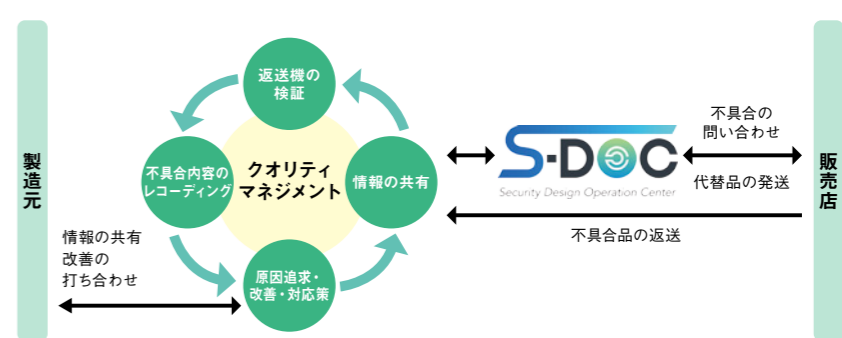 製造元
返送機の
検証
不具合内容の
レコーディング
クオリティ
マネジメント
情報の共有
原因追求・
改善・対応策
情報の共有
改善の
打ち合わせ
S-DOC
Security Design Operation Center
不具合の
問い合わせ
代替品の発送
不具合品の返送
販売店